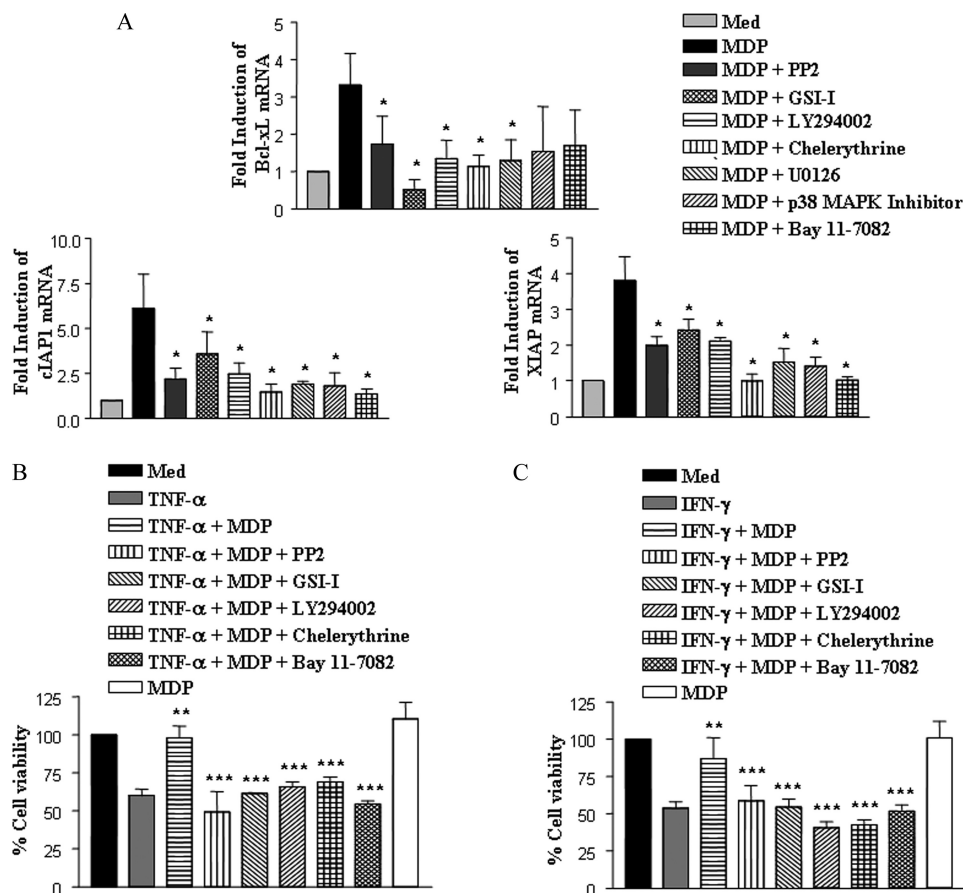 A
Fold Induction of
Bcl-xL mRNA
5
4
3
2
1
0
*
*
*
*
*
Med
MDP
MDP + PP2
MDP + GSI-I
MDP + LY294002
MDP + Chelerythrine
MDP + U0126
MDP + p38 MAPK Inhibitor
MDP + Bay 11-7082
Fold Induction of
cIAP1 mRNA
10.0
7.5
5.0
2.5
0.0
*
*
*
*
*
*
*
Fold Induction of
XIAP mRNA
5
4
3
2
1
0
*
*
*
*
*
*
*
B
Med
TNF-α
TNF-α + MDP
TNF-α + MDP + PP2
TNF-α + MDP + GSI-I
TNF-α + MDP + LY294002
TNF-α + MDP + Chelerythrine
TNF-α + MDP + Bay 11-7082
MDP
% Cell viability
125
100
75
50
25
0
**
***
***
***
***
***
C
Med
IFN-γ
IFN-γ + MDP
IFN-γ + MDP + PP2
IFN-γ + MDP + GSI-I
IFN-γ + MDP + LY294002
IFN-γ + MDP + Chelerythrine
IFN-γ + MDP + Bay 11-7082
MDP
% Cell viability
125
100
75
50
25
0
**
***
***
***
***
***